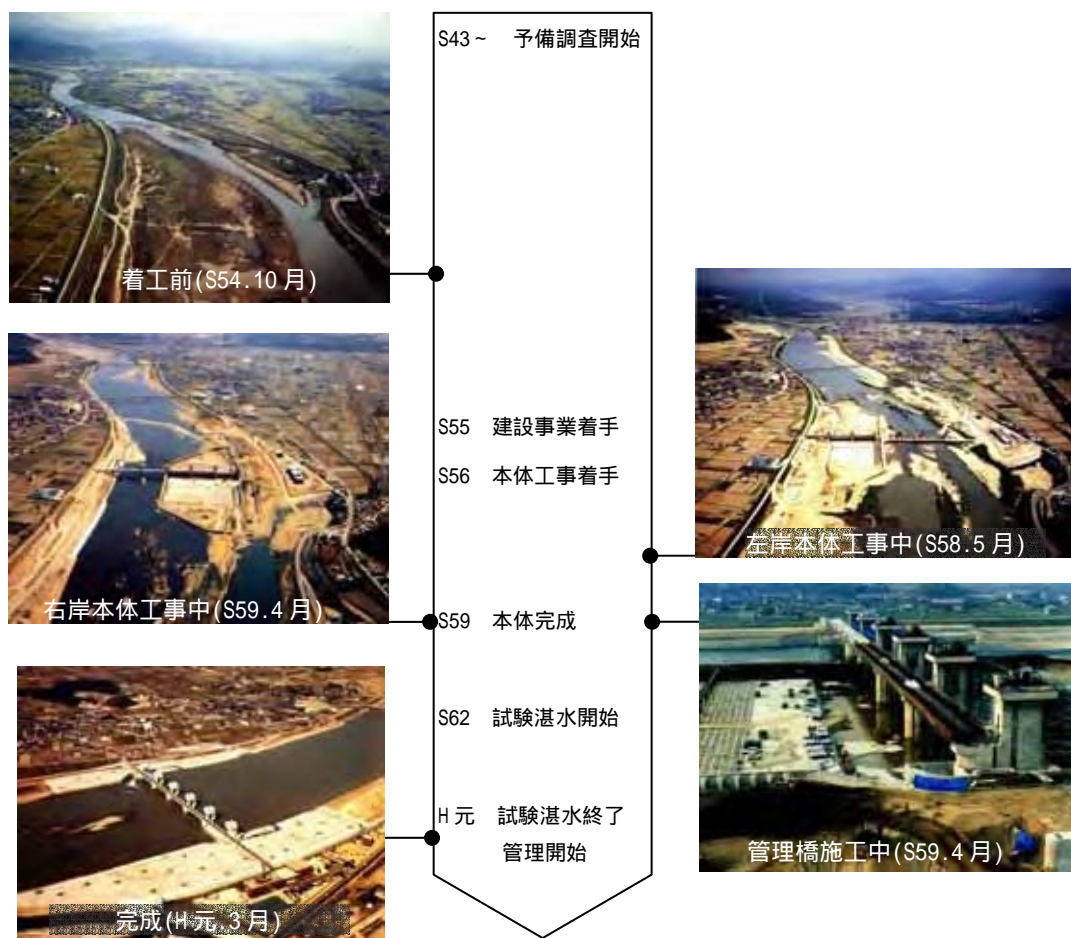 S43~ 予備調査開始
着工前(S54.10月)
S55 建設事業着手
S56 本体工事着手
左岸本体工事中(S58.5月)
右岸本体工事中(S59.4月)
S59 本体完成
S62 試験湛水開始
H元 試験湛水終了
管理開始
管理橋施工中(S59.4月)
完成(H元.3月)